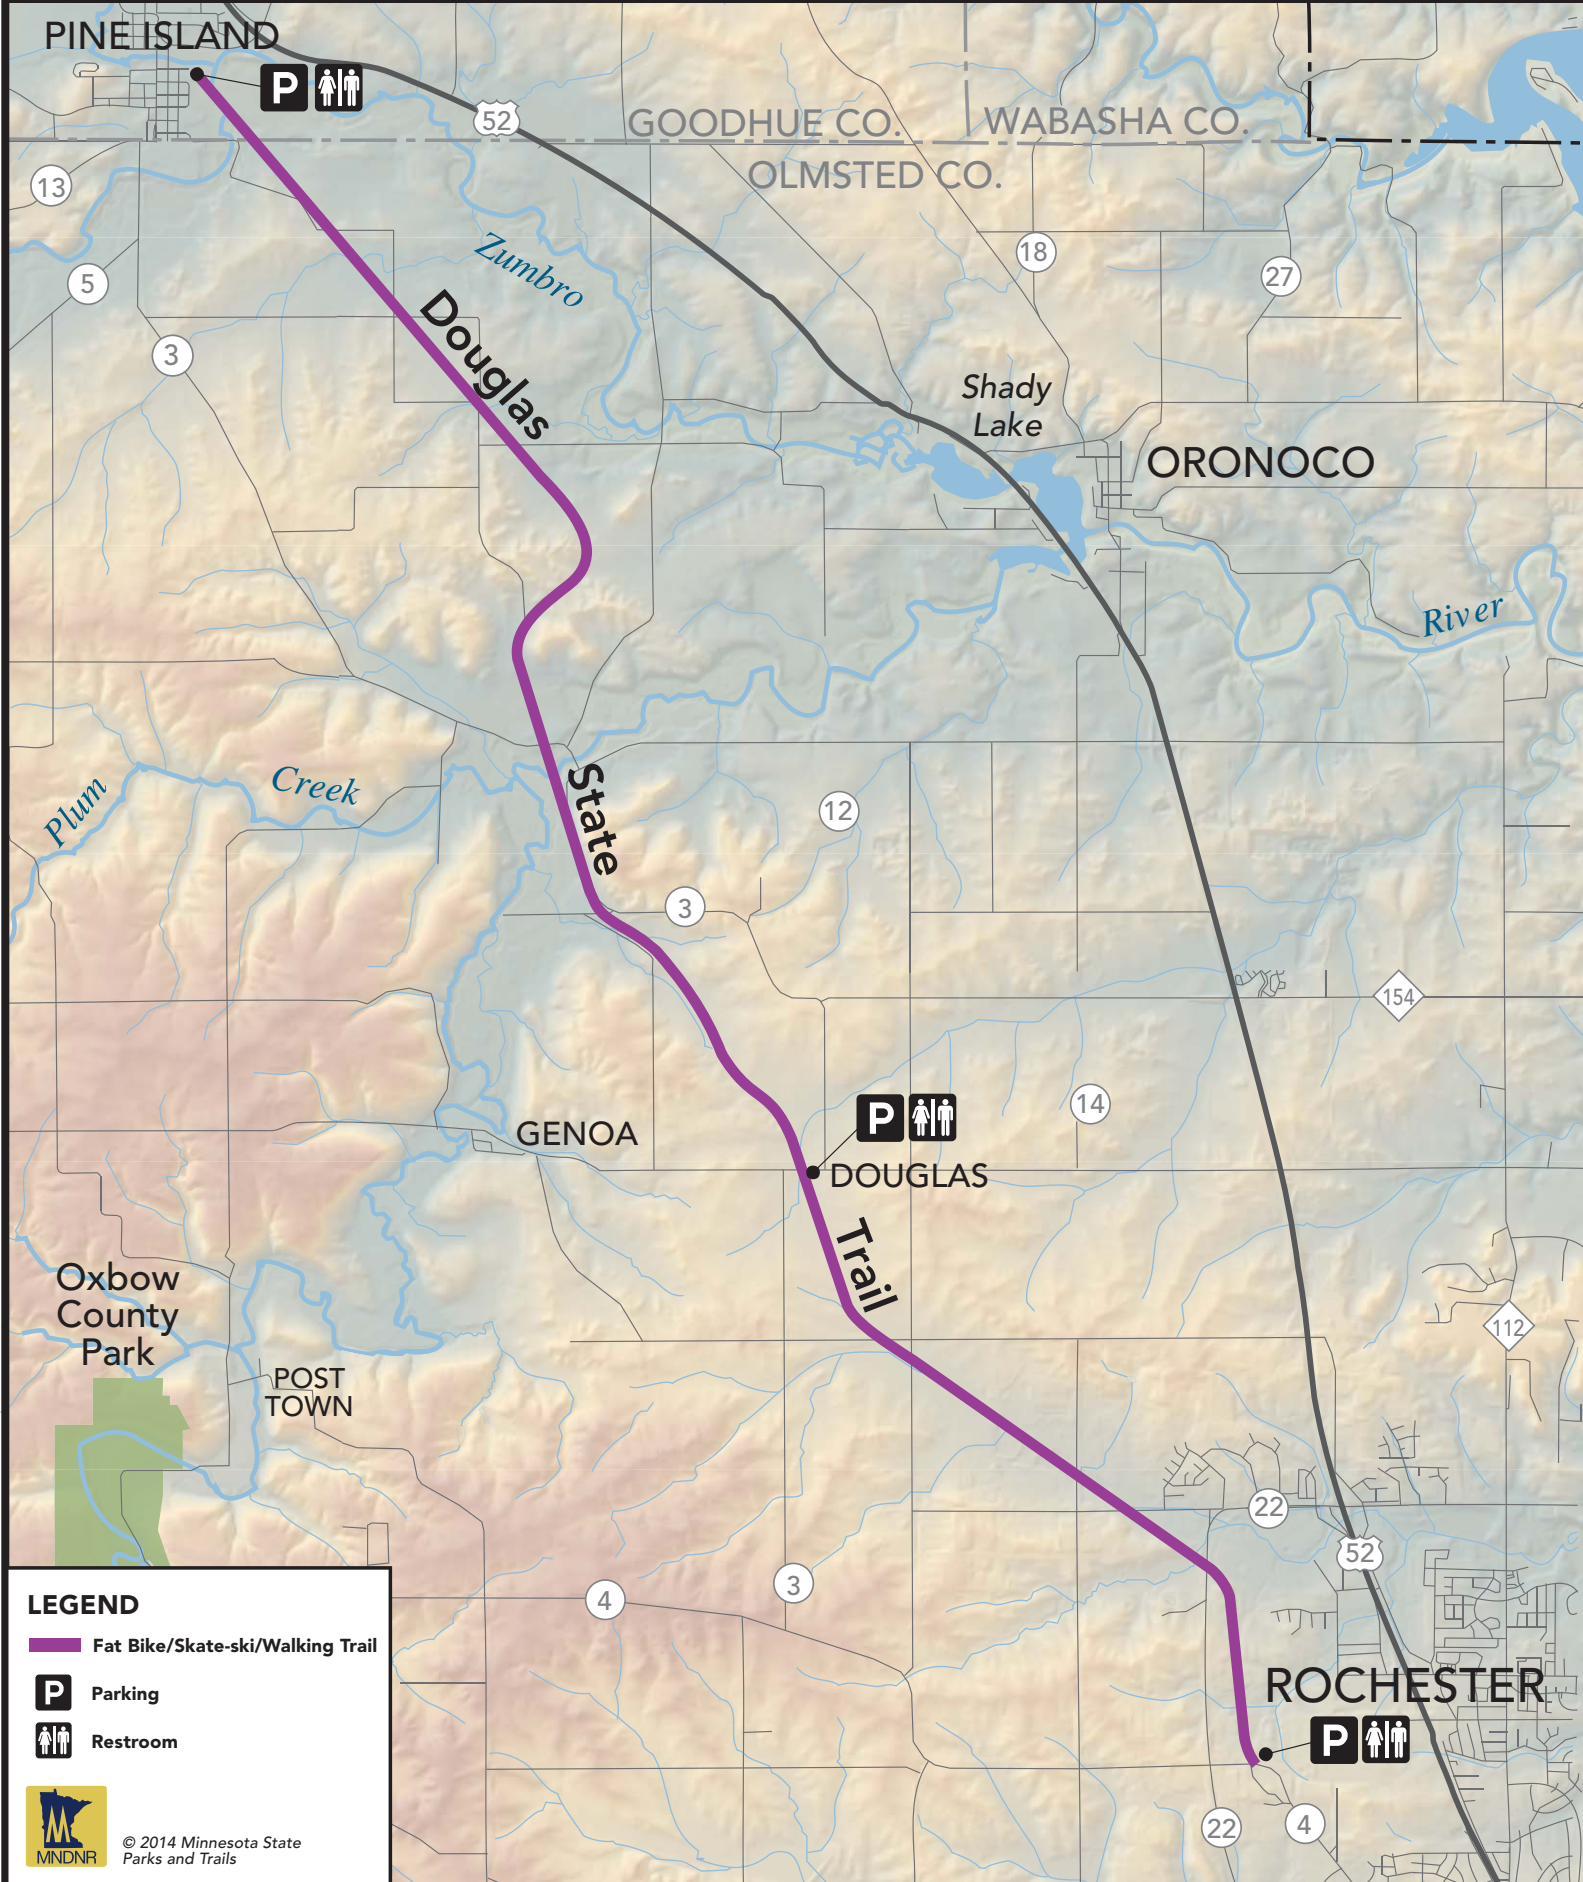 PINE ISLAND
P
52
GOODHUE CO.
WABASHA CO.
OLMSTED CO.
13
Zumbro
18
27
5
3
Douglas
Shady
Lake
ORONOCO
River
State
Plum
Creek
12
3
154
14
P
GENOA
DOUGLAS
Trail
Oxbow
County
Park
112
POST
TOWN
22
52
3
4
LEGEND
Fat Bike/Skate-ski/Walking Trail
P Parking
Restroom
ROCHESTER
P
22
4
MNDNR
© 2014 Minnesota State
Parks and Trails